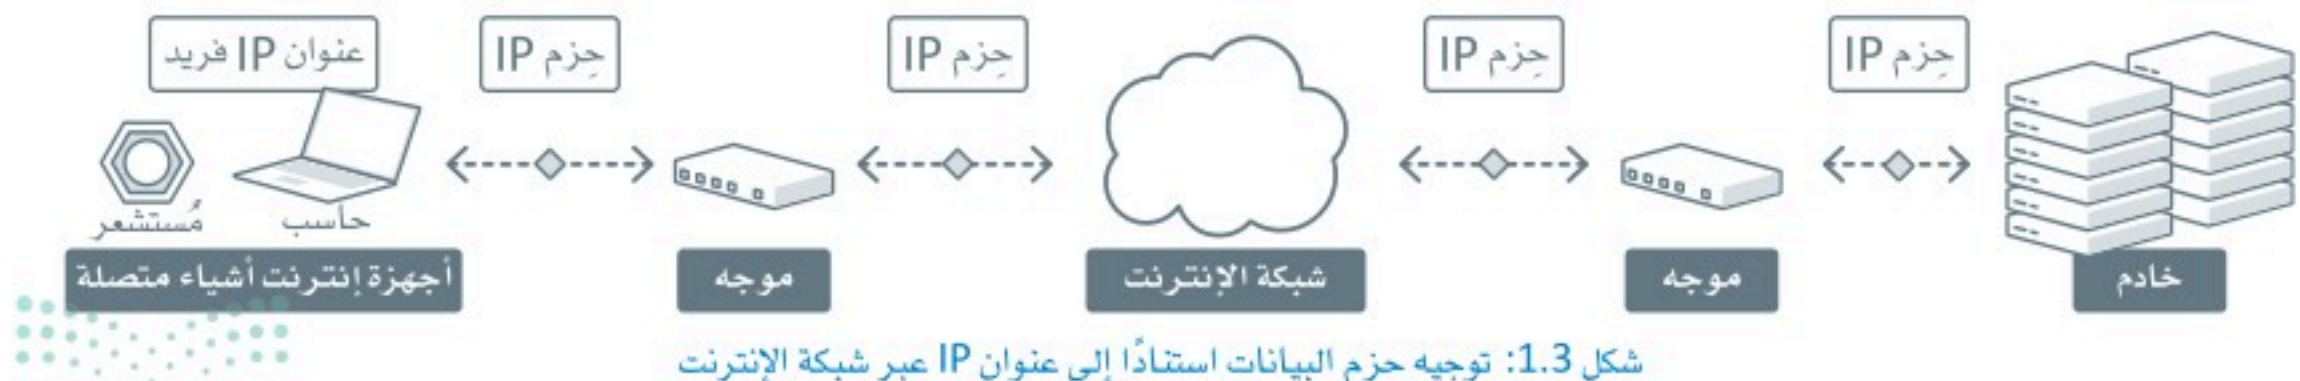 عنوان IP فريد
حِزم IP
حِزم IP
حِزم IP
حِزم IP
مُستشعر
حاسب
أجهزة إنترنت أشياء متصلة
موجه
شبكة الإنترنت
موجه
خادم
شكل 1.3: توجيه حزم البيانات استنادًا إلى عنوان IP عبر شبكة الإنترنت